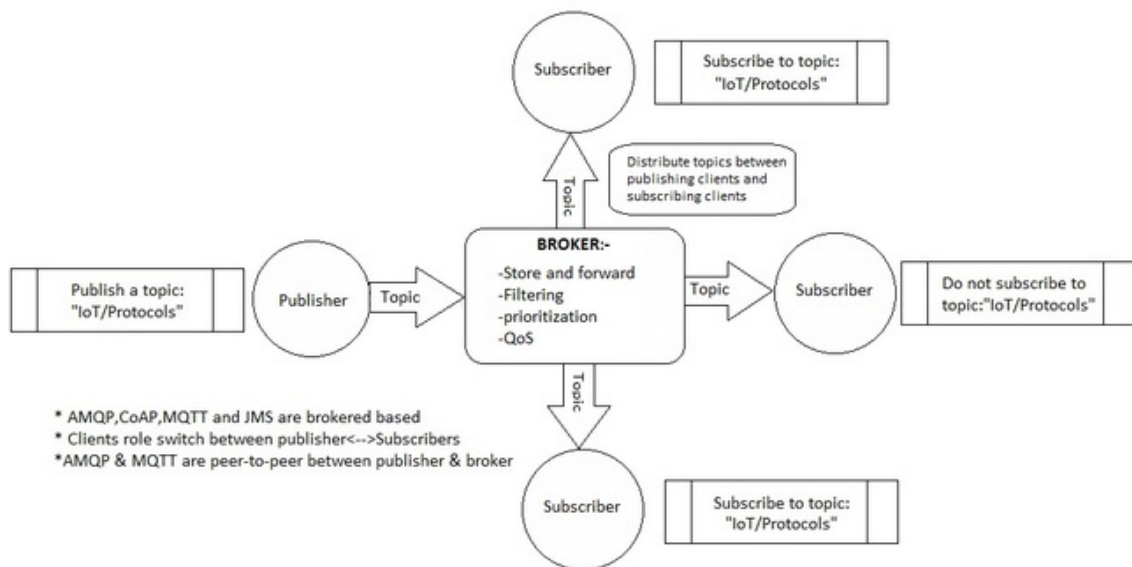 Subscriber
Subscribe to topic:
"IoT/Protocols"
Distribute topics between
publishing clients and
subscribing clients
Topic
BROKER:-
-Store and forward
-Filtering
-prioritization
-QoS
Publish a topic:
"IoT/Protocols"
Publisher
Topic
Topic
Subscriber
Do not subscribe to
topic:"IoT/Protocols"
Topic
* AMQP,CoAP,MQTT and JMS are brokered based
* Clients role switch between publisher<-->Subscribers
*AMQP & MQTT are peer-to-peer between publisher & broker
Subscriber
Subscribe to topic:
"IoT/Protocols"